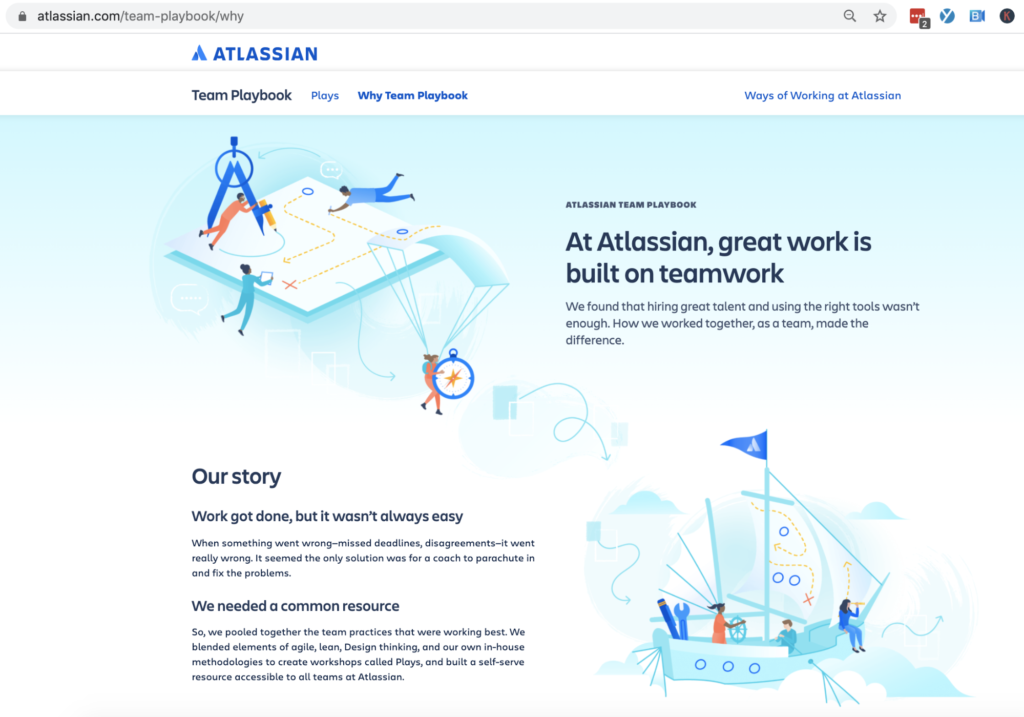 atlassian.com/team-playbook/why
2
B
K
ATLASSIAN
Team Playbook Plays Why Team Playbook Ways of Working at Atlassian
ATLASSIAN TEAM PLAYBOOK
At Atlassian, great work is
built on teamwork
We found that hiring great talent and using the right tools wasn’t
enough. How we worked together, as a team, made the
difference.
Our story
Work got done, but it wasn’t always easy
When something went wrong—missed deadlines, disagreements—it went
really wrong. It seemed the only solution was for a coach to parachute in
and fix the problems.
We needed a common resource
So, we pooled together the team practices that were working best. We
blended elements of agile, lean, Design thinking, and our own in-house
methodologies to create workshops called Plays, and built a self-serve
resource accessible to all teams at Atlassian.